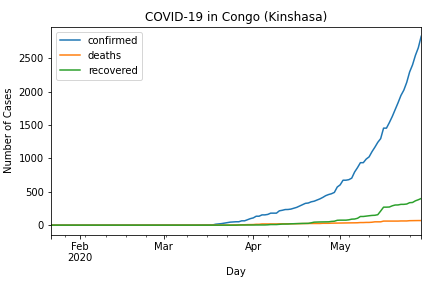 COVID-19 in Congo (Kinshasa)
confirmed
deaths
recovered
Number of Cases
2500
2000
1500
1000
500
0
Feb
2020
Mar
Apr
May
Day